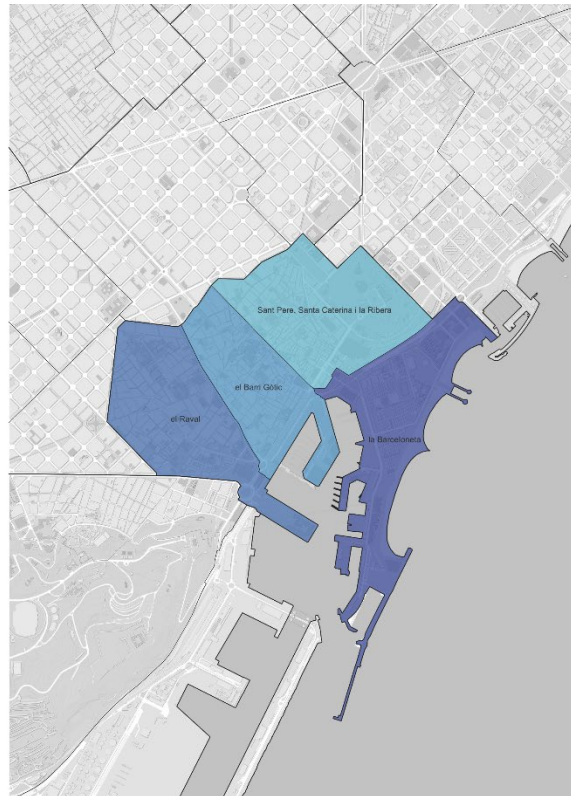 Sant Pere, Santa Caterina i la Ribera
el Barri Gòtic
la Barceloneta
el Raval